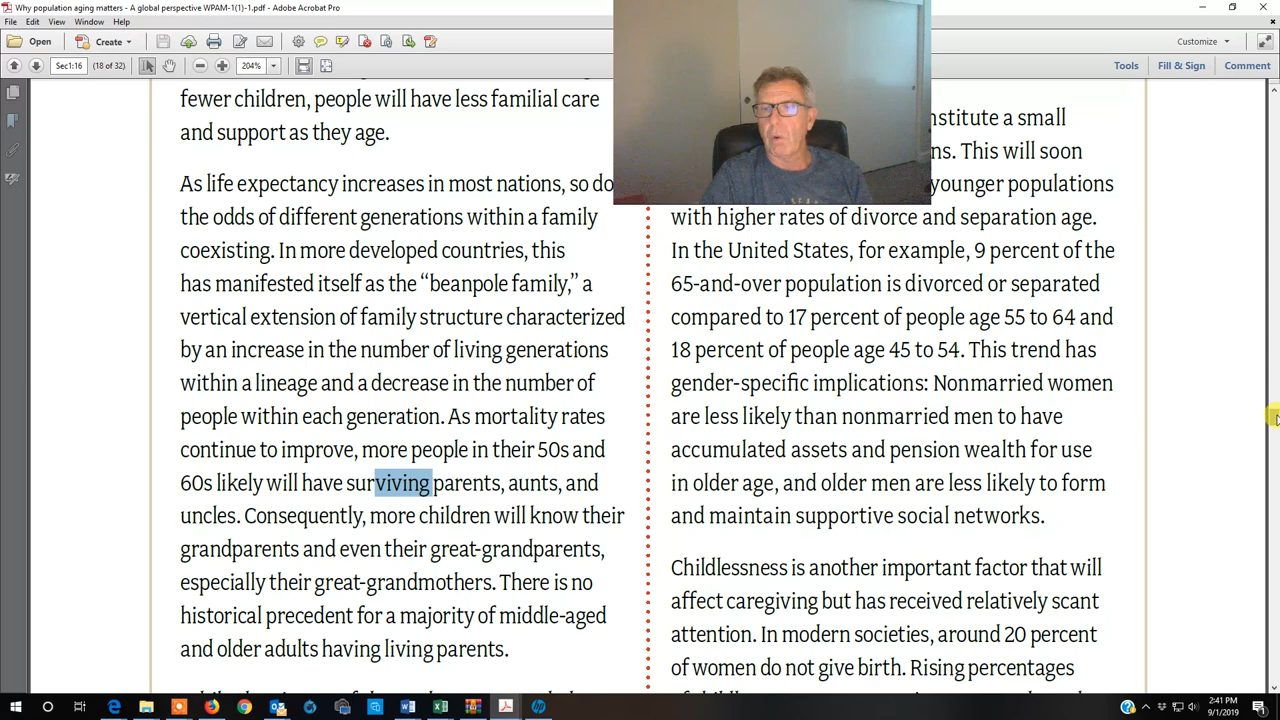 Why population aging matters - A global perspective WPAM-1(1)-1.pdf - Adobe Acrobat Pro
File Edit View Window Help
Open Create Customize
Sec1:16 (18 of 32) 204% Tools Fill & Sign Comment
fewer children, people will have less familial care
and support as they age.
As life expectancy increases in most nations, so do
the odds of different generations within a family
coexisting. In more developed countries, this
has manifested itself as the “beanpole family,” a
vertical extension of family structure characterized
by an increase in the number of living generations
within a lineage and a decrease in the number of
people within each generation. As mortality rates
continue to improve, more people in their 50s and
60s likely will have surviving parents, aunts, and
uncles. Consequently, more children will know their
grandparents and even their great-grandparents,
especially their great-grandmothers. There is no
historical precedent for a majority of middle-aged
and older adults having living parents.
nstitute a small
ns. This will soon
younger populations
with higher rates of divorce and separation age.
In the United States, for example, 9 percent of the
65-and-over population is divorced or separated
compared to 17 percent of people age 55 to 64 and
18 percent of people age 45 to 54. This trend has
gender-specific implications: Nonmarried women
are less likely than nonmarried men to have
accumulated assets and pension wealth for use
in older age, and older men are less likely to form
and maintain supportive social networks.
Childlessness is another important factor that will
affect caregiving but has received relatively scant
attention. In modern societies, around 20 percent
of women do not give birth. Rising percentages
2:41 PM
9/1/2019